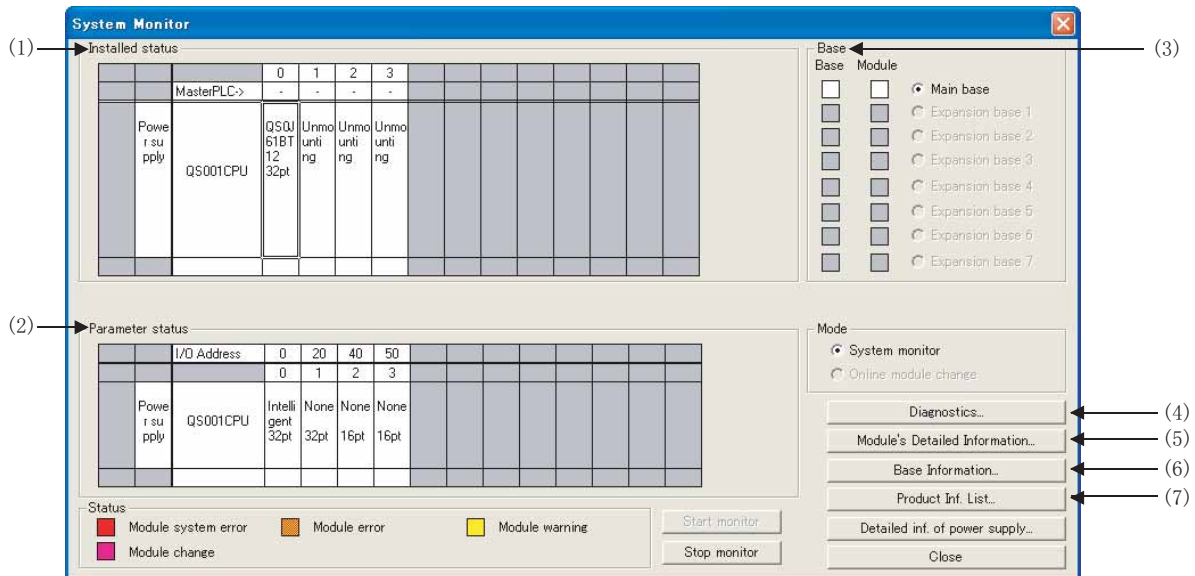 System Monitor
(1)
Installed status
0 1 2 3
MasterPLC-> - - - -
Powe
r su
pply
QS001CPU
QS0J
61BT
12
32pt
Unmo
unti
ng
Unmo
unti
ng
Unmo
unti
ng
Base
(3)
Base Module
Main base
Expansion base 1
Expansion base 2
Expansion base 3
Expansion base 4
Expansion base 5
Expansion base 6
Expansion base 7
(2)
Parameter status
I/O Address 0 20 40 50
0 1 2 3
Powe
r su
pply
QS001CPU
Intelli
gent
32pt
None
32pt
None
16pt
None
16pt
Mode
System monitor
Online module change
Diagnostics...
(4)
Module's Detailed Information...
(5)
Base Information...
(6)
Product Inf. List...
(7)
Detailed inf. of power supply...
Close
Status
Module system error
Module error
Module warning
Module change
Start monitor
Stop monitor